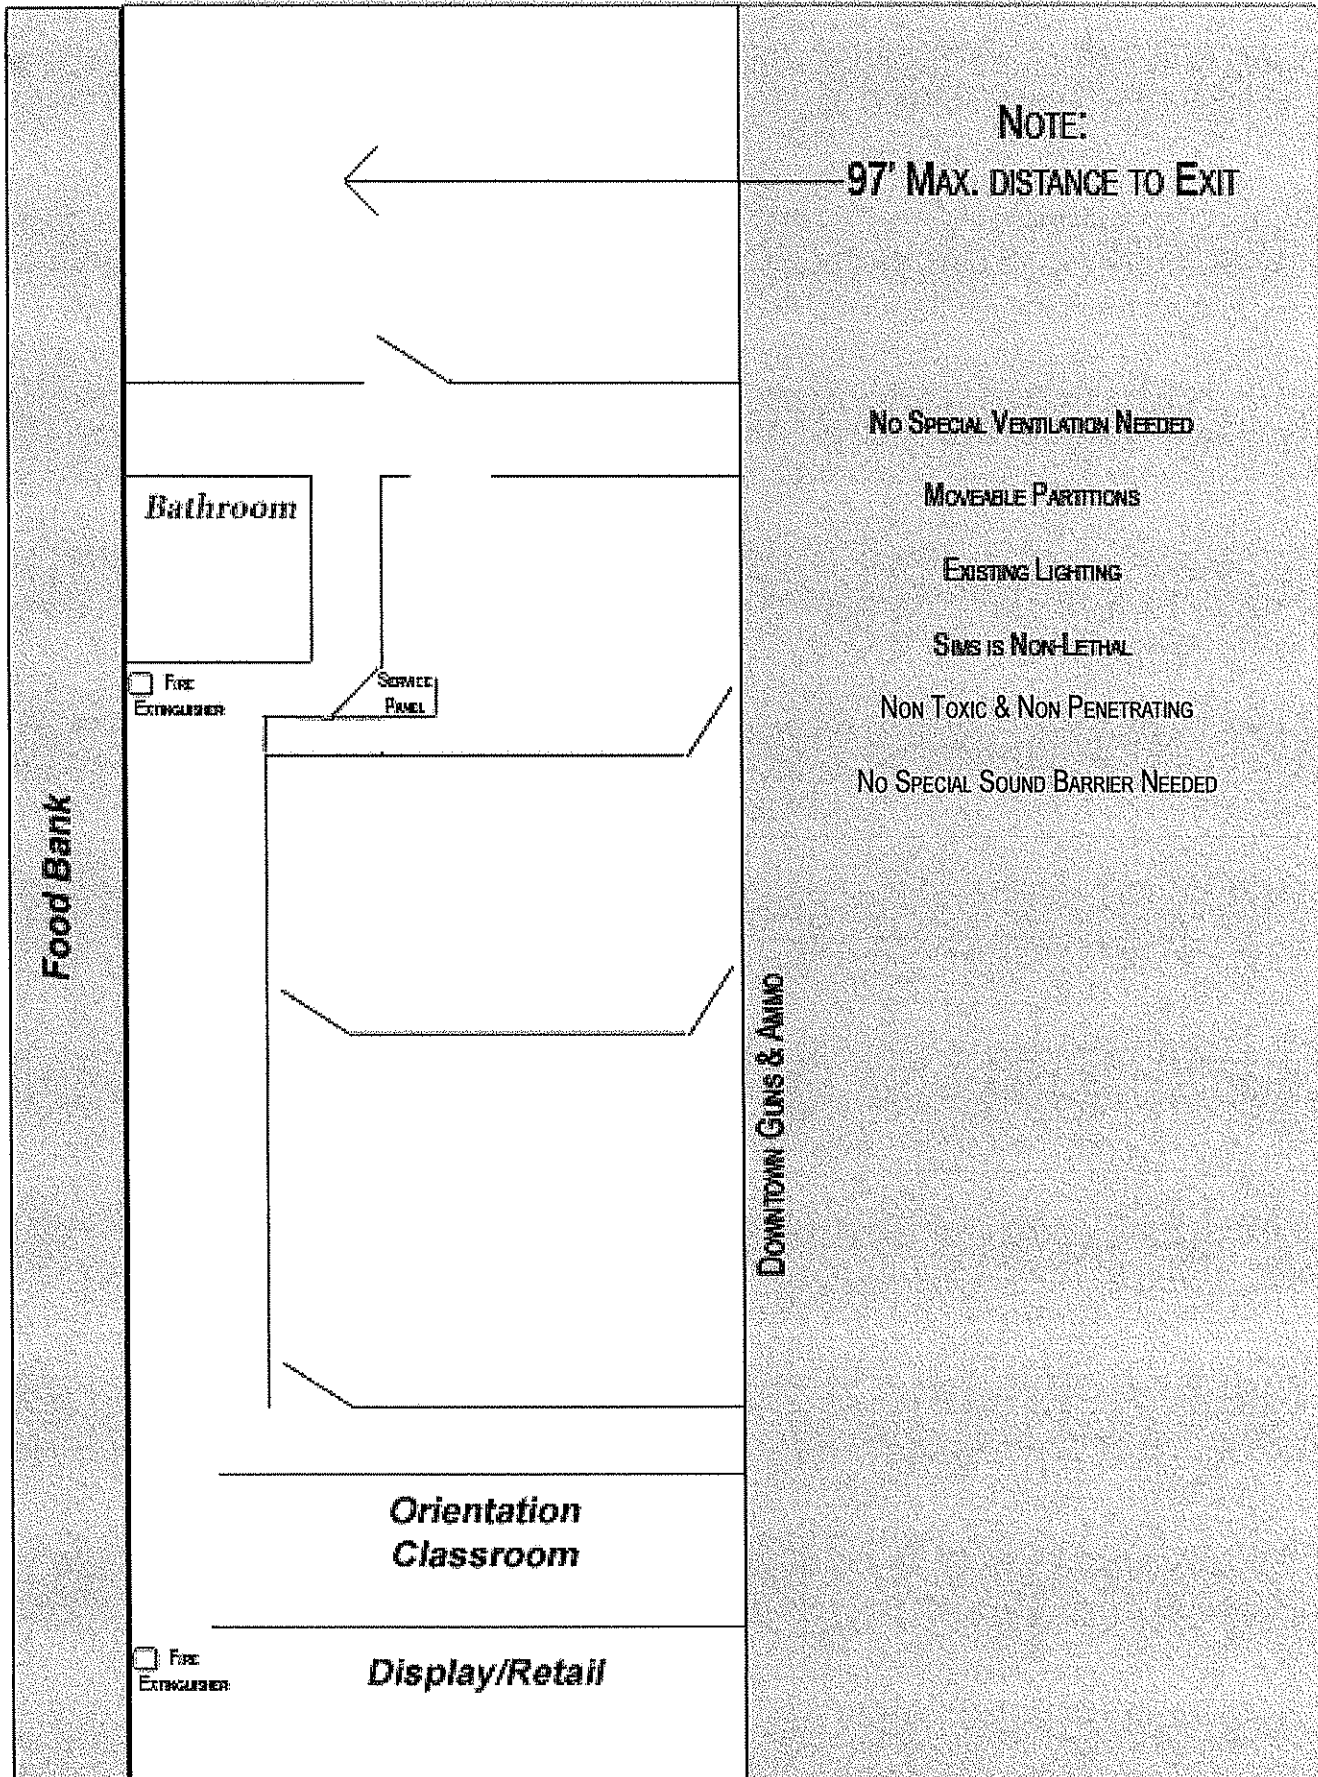 NOTE:
97' MAX. DISTANCE TO EXIT
NO SPECIAL VENTILATION NEEDED
MOVEABLE PARTITIONS
EXISTING LIGHTING
SIMS IS NON-LETHAL
NON TOXIC & NON PENETRATING
NO SPECIAL SOUND BARRIER NEEDED
Bathroom
FIRE
EXTINGUISHER
SERVICE
PANEL
Food Bank
DOWNTOWN GUNS & AMMO
Orientation
Classroom
FIRE
EXTINGUISHER
Display/Retail